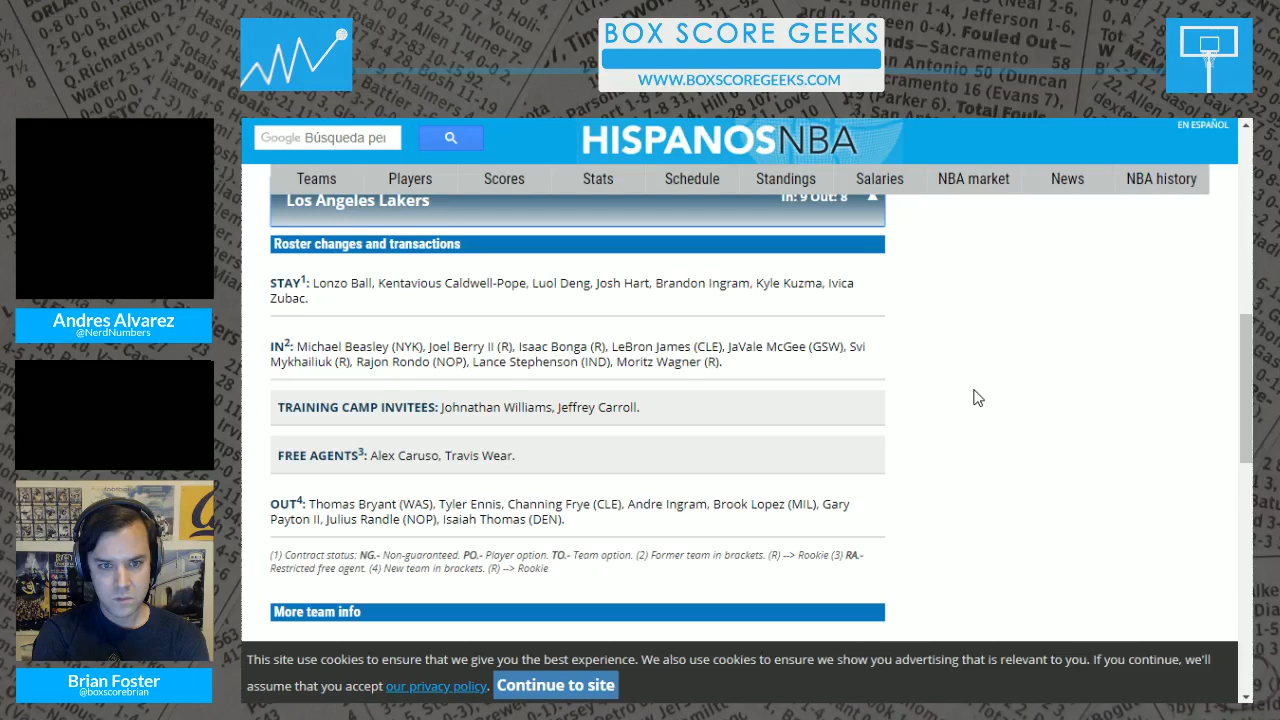 BOX SCORE GEEKS
WWW.BOXSCOREGEEKS.COM
Google Búsqueda per
HISPANOSNBA
EN ESPAÑOL
Teams Players Scores Stats Schedule Standings Salaries NBA market News NBA history
Los Angeles Lakers In: 9 Out: 8
Roster changes and transactions
STAY1: Lonzo Ball, Kentavious Caldwell-Pope, Luol Deng, Josh Hart, Brandon Ingram, Kyle Kuzma, Ivica
Zubac.
IN2: Michael Beasley (NYK), Joel Berry II (R), Isaac Bonga (R), LeBron James (CLE), JaVale McGee (GSW), Svi
Mykhailiuk (R), Rajon Rondo (NOP), Lance Stephenson (IND), Moritz Wagner (R).
TRAINING CAMP INVITEES: Johnathan Williams, Jeffrey Carroll.
FREE AGENTS3: Alex Caruso, Travis Wear.
OUT4: Thomas Bryant (WAS), Tyler Ennis, Channing Frye (CLE), Andre Ingram, Brook Lopez (MIL), Gary
Payton II, Julius Randle (NOP), Isaiah Thomas (DEN).
(1) Contract status: NG.- Non-guaranteed. PO.- Player option. TO.- Team option. (2) Former team in brackets. (R) --> Rookie (3) RA.-
Restricted free agent. (4) New team in brackets. (R) --> Rookie
More team info
This site use cookies to ensure that we give you the best experience. We also use cookies to ensure we show you advertising that is relevant to you. If you continue, we'll
assume that you accept our privacy policy. Continue to site
Andres Alvarez
@NerdNumbers
Brian Foster
@boxscorebrian